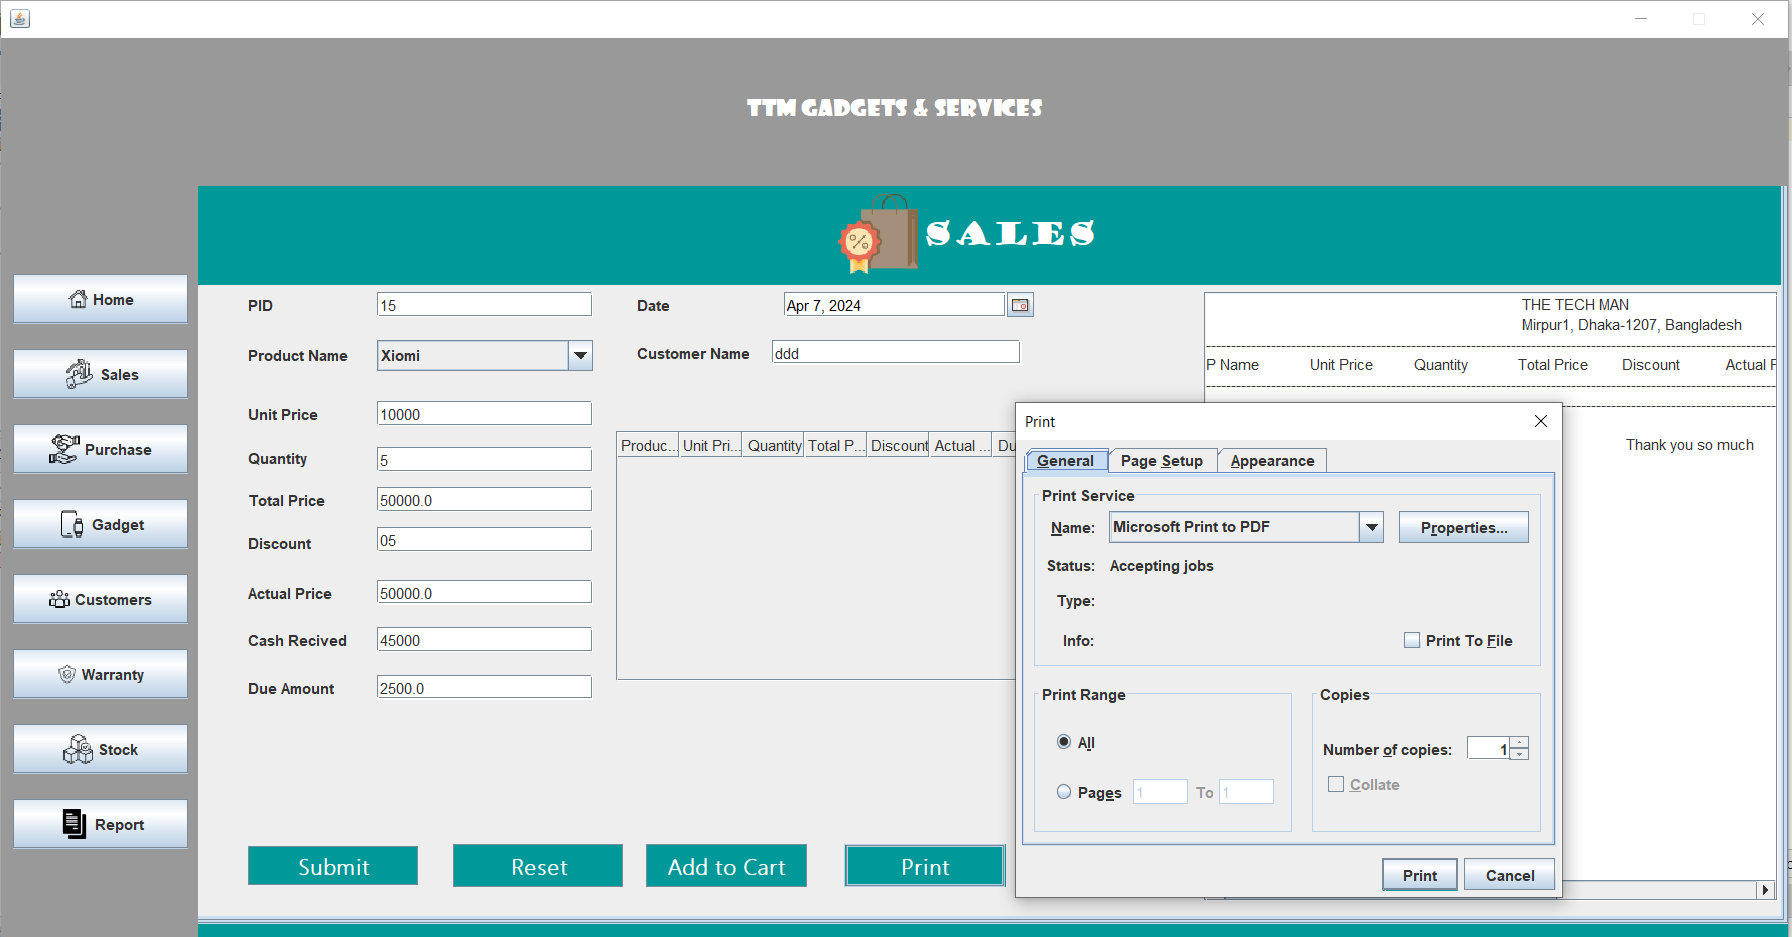 TTM GADGETS & SERVICES
SALES
Home
Sales
Purchase
Gadget
Customers
Warranty
Stock
Report
PID 15
Product Name Xiomi
Unit Price 10000
Quantity 5
Total Price 50000.0
Discount 05
Actual Price 50000.0
Cash Recived 45000
Due Amount 2500.0
Date Apr 7, 2024
Customer Name ddd
Produc... Unit Pri... Quantity Total P... Discount Actual ... Du
Submit
Reset
Add to Cart
Print
THE TECH MAN
Mirpur1, Dhaka-1207, Bangladesh
P Name Unit Price Quantity Total Price Discount Actual P
Thank you so much
Print
General Page Setup Appearance
Print Service
Name: Microsoft Print to PDF Properties...
Status: Accepting jobs
Type:
Info: Print To File
Print Range
All
Pages 1 To 1
Copies
Number of copies: 1
Collate
Print Cancel